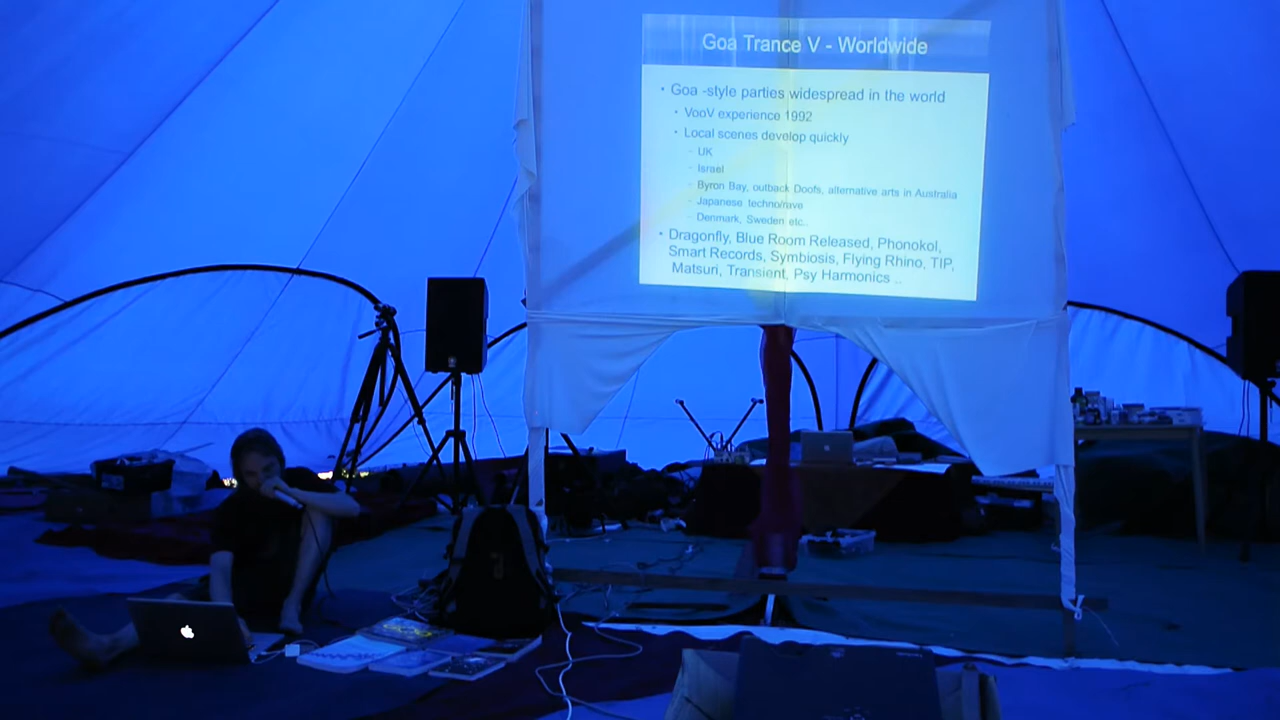 Goa Trance V - Worldwide
• Goa -style parties widespread in the world
• VooV experience 1992
• Local scenes develop quickly
– UK
– Israel
– Byron Bay, outback Doofs, alternative arts in Australia
– Japanese techno/rave
– Denmark, Sweden etc..
• Dragonfly, Blue Room Released, Phonokol,
Smart Records, Symbiosis, Flying Rhino, TIP,
Matsuri, Transient, Psy Harmonics ..